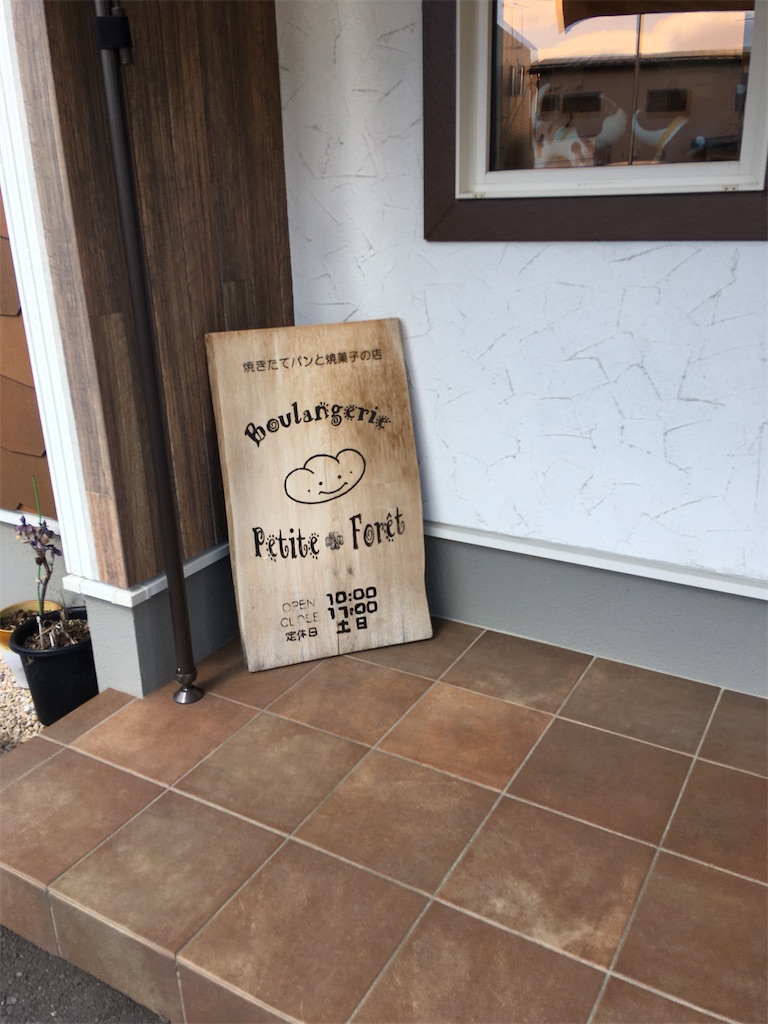 焼きたてパンと焼菓子の店
Boulangerie
Petite Forêt
OPEN 10:00
CLOSE 17:00
定休日 土日